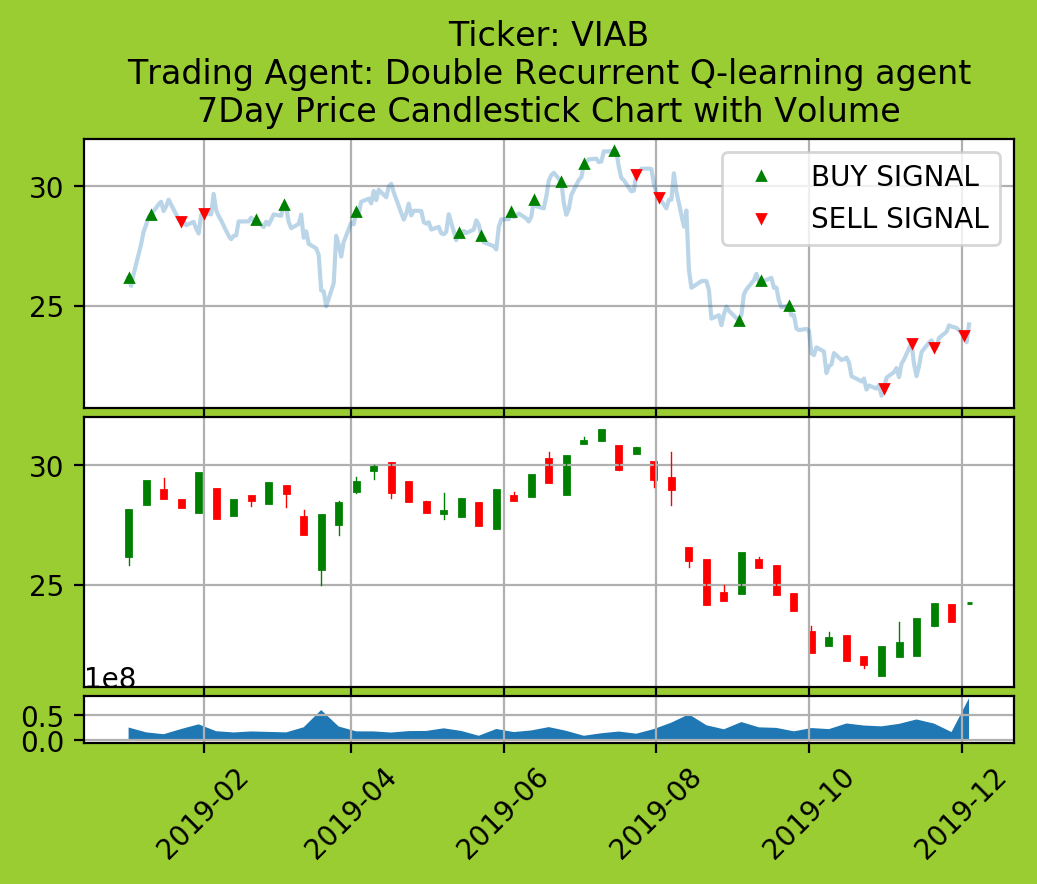 Ticker: VIAB
Trading Agent: Double Recurrent Q-learning agent
7Day Price Candlestick Chart with Volume
BUY SIGNAL
SELL SIGNAL
30
25
30
25
1e8
0.5
0.0
2019-02
2019-04
2019-06
2019-08
2019-10
2019-12